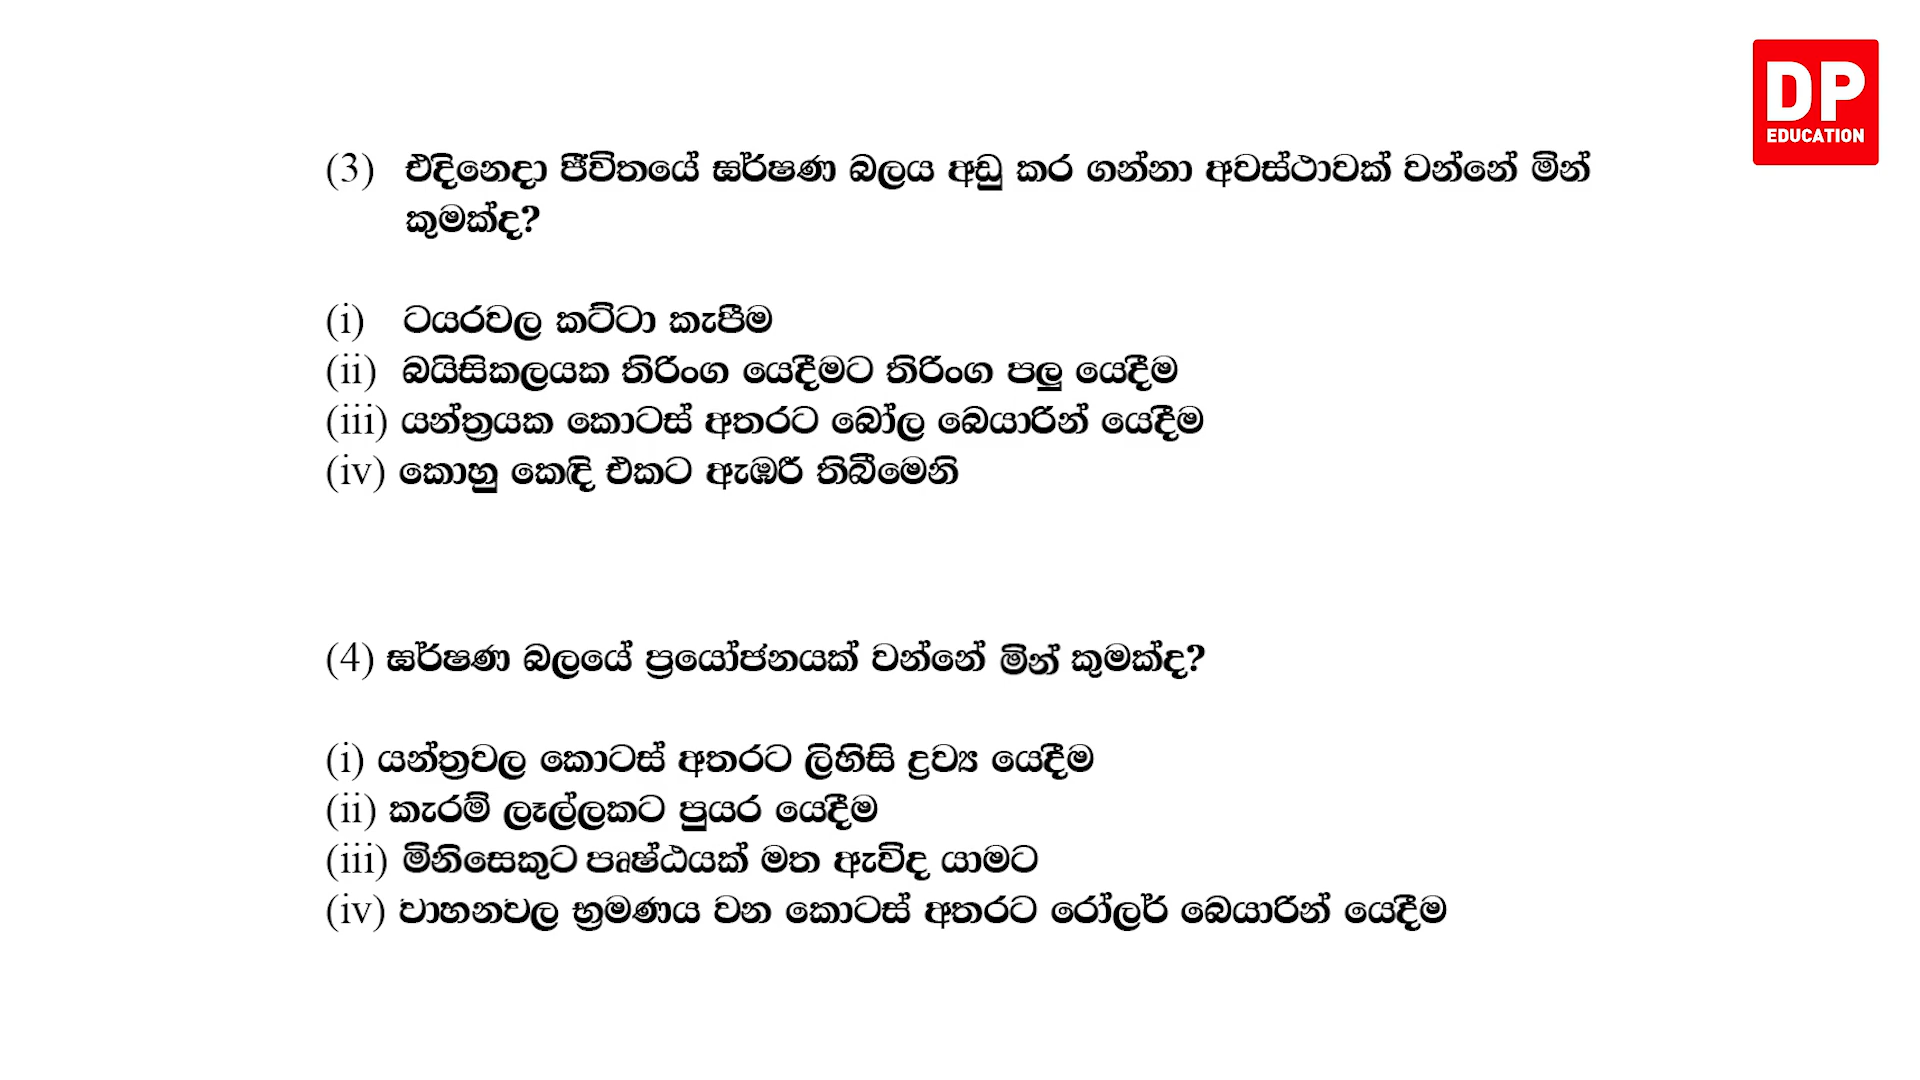 DP
EDUCATION
(3) එදිනෙදා ජීවිතයේ ඝර්ෂණ බලය අඩු කර ගන්නා අවස්ථාවක් වන්නේ මින්
කුමක්ද?
(i) ටයරවල කට්ටා කැපීම
(ii) බයිසිකලයක තිරිංග යෙදීමට තිරිංග පලු යෙදීම
(iii) යන්ත්‍රයක කොටස් අතරට බෝල බෙයාරින් යෙදීම
(iv) කොහු කෙඳි එකට ඇඹරී තිබීමෙනි
(4) ඝර්ෂණ බලයේ ප්‍රයෝජනයක් වන්නේ මින් කුමක්ද?
(i) යන්ත්‍රවල කොටස් අතරට ලිහිසි ද්‍රව්‍ය යෙදීම
(ii) කැරම් ලෑල්ලකට පුයර යෙදීම
(iii) මිනිසෙකුට පෘෂ්ඨයක් මත ඇවිද යාමට
(iv) වාහනවල භ්‍රමණය වන කොටස් අතරට රෝලර් බෙයාරින් යෙදීම